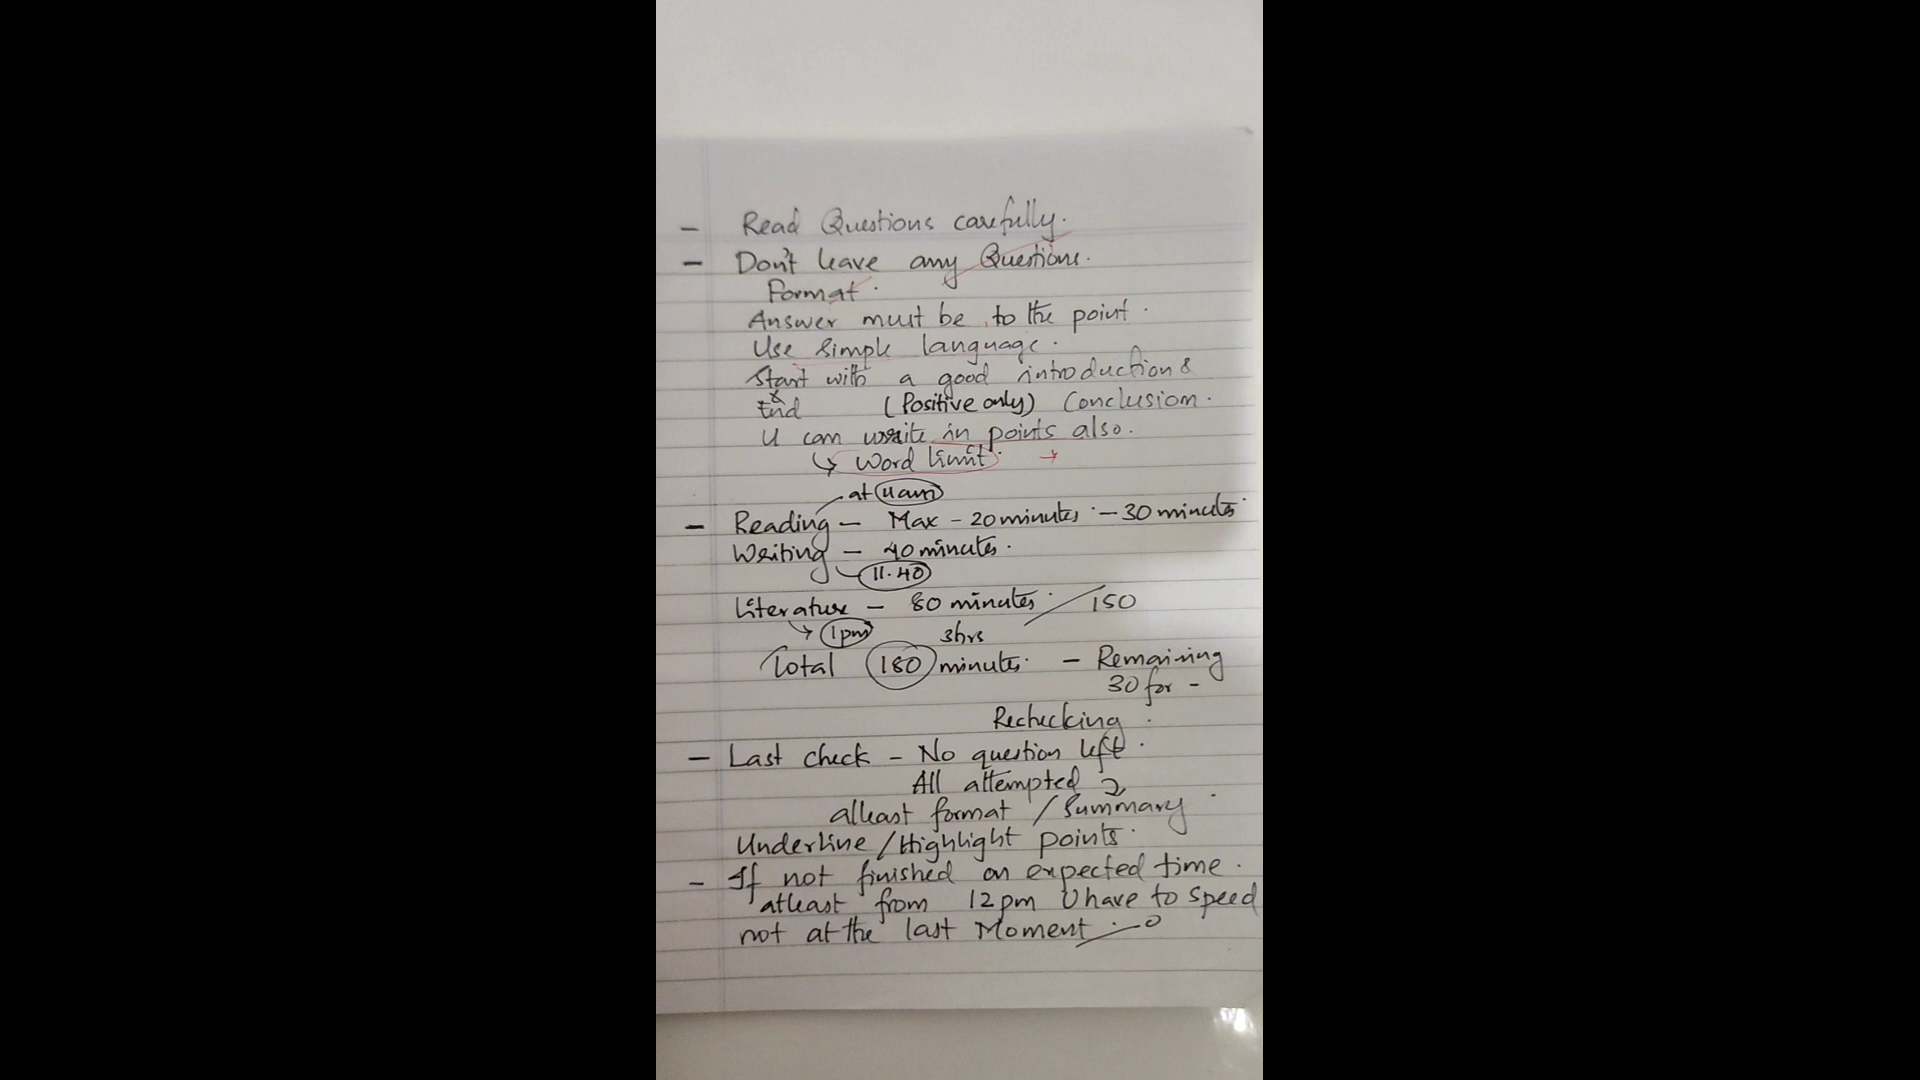 - Read Questions carefully.
- Don't leave any Questions.
Format.
Answer must be to the point.
Use simple language.
Start with a good introduction &
&
End (Positive only) Conclusion.
U can write in points also.
↳ Word limit. →
at 11am
- Reading - Max - 20 minutes - 30 minutes
Writing - 40 minutes.
11.40
Literature - 80 minutes. 150
→ 1pm 3hrs
Total 180 minutes. - Remaining
30 for -
Rechecking.
- Last check - No question left.
All attempted
atleast format / Summary.
Underline / Highlight points.
- If not finished on expected time.
atleast from 12 pm U have to speed
not at the last Moment.